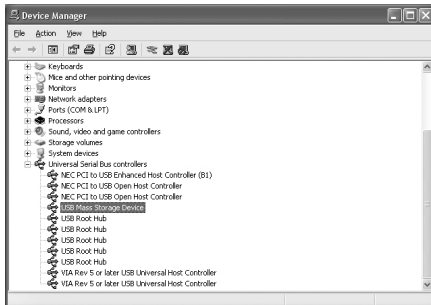 Device Manager
File Action View Help
Keyboards
Mice and other pointing devices
Monitors
Network adapters
Ports (COM & LPT)
Processors
Sound, video and game controllers
Storage volumes
System devices
Universal Serial Bus controllers
NEC PCI to USB Enhanced Host Controller (B1)
NEC PCI to USB Open Host Controller
NEC PCI to USB Open Host Controller
USB Mass Storage Device
USB Root Hub
USB Root Hub
USB Root Hub
USB Root Hub
USB Root Hub
VIA Rev 5 or later USB Universal Host Controller
VIA Rev 5 or later USB Universal Host Controller